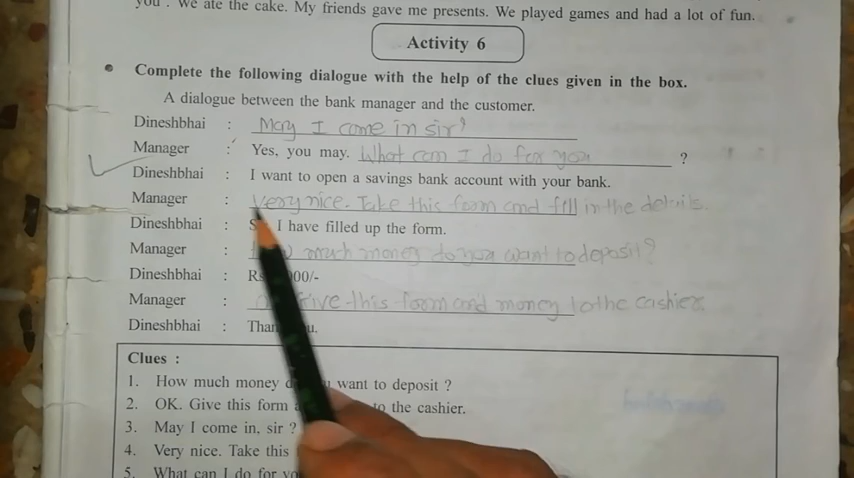 you . We ate the cake. My friends gave me presents. We played games and had a lot of fun.
Activity 6
• Complete the following dialogue with the help of the clues given in the box.
A dialogue between the bank manager and the customer.
Dineshbhai : May I come in sir?
Manager : Yes, you may. What can I do for you ?
Dineshbhai : I want to open a savings bank account with your bank.
Manager : Very nice. Take this form and fill in the details.
Dineshbhai : I have filled up the form.
Manager : much money do you want to deposit?
Dineshbhai : Rs 000/-
Manager : Give this form and money to the cashier.
Dineshbhai : Than
Clues :
1. How much money want to deposit ?
2. OK. Give this form to the cashier.
3. May I come in, sir ?
4. Very nice. Take this
5. What can I do for